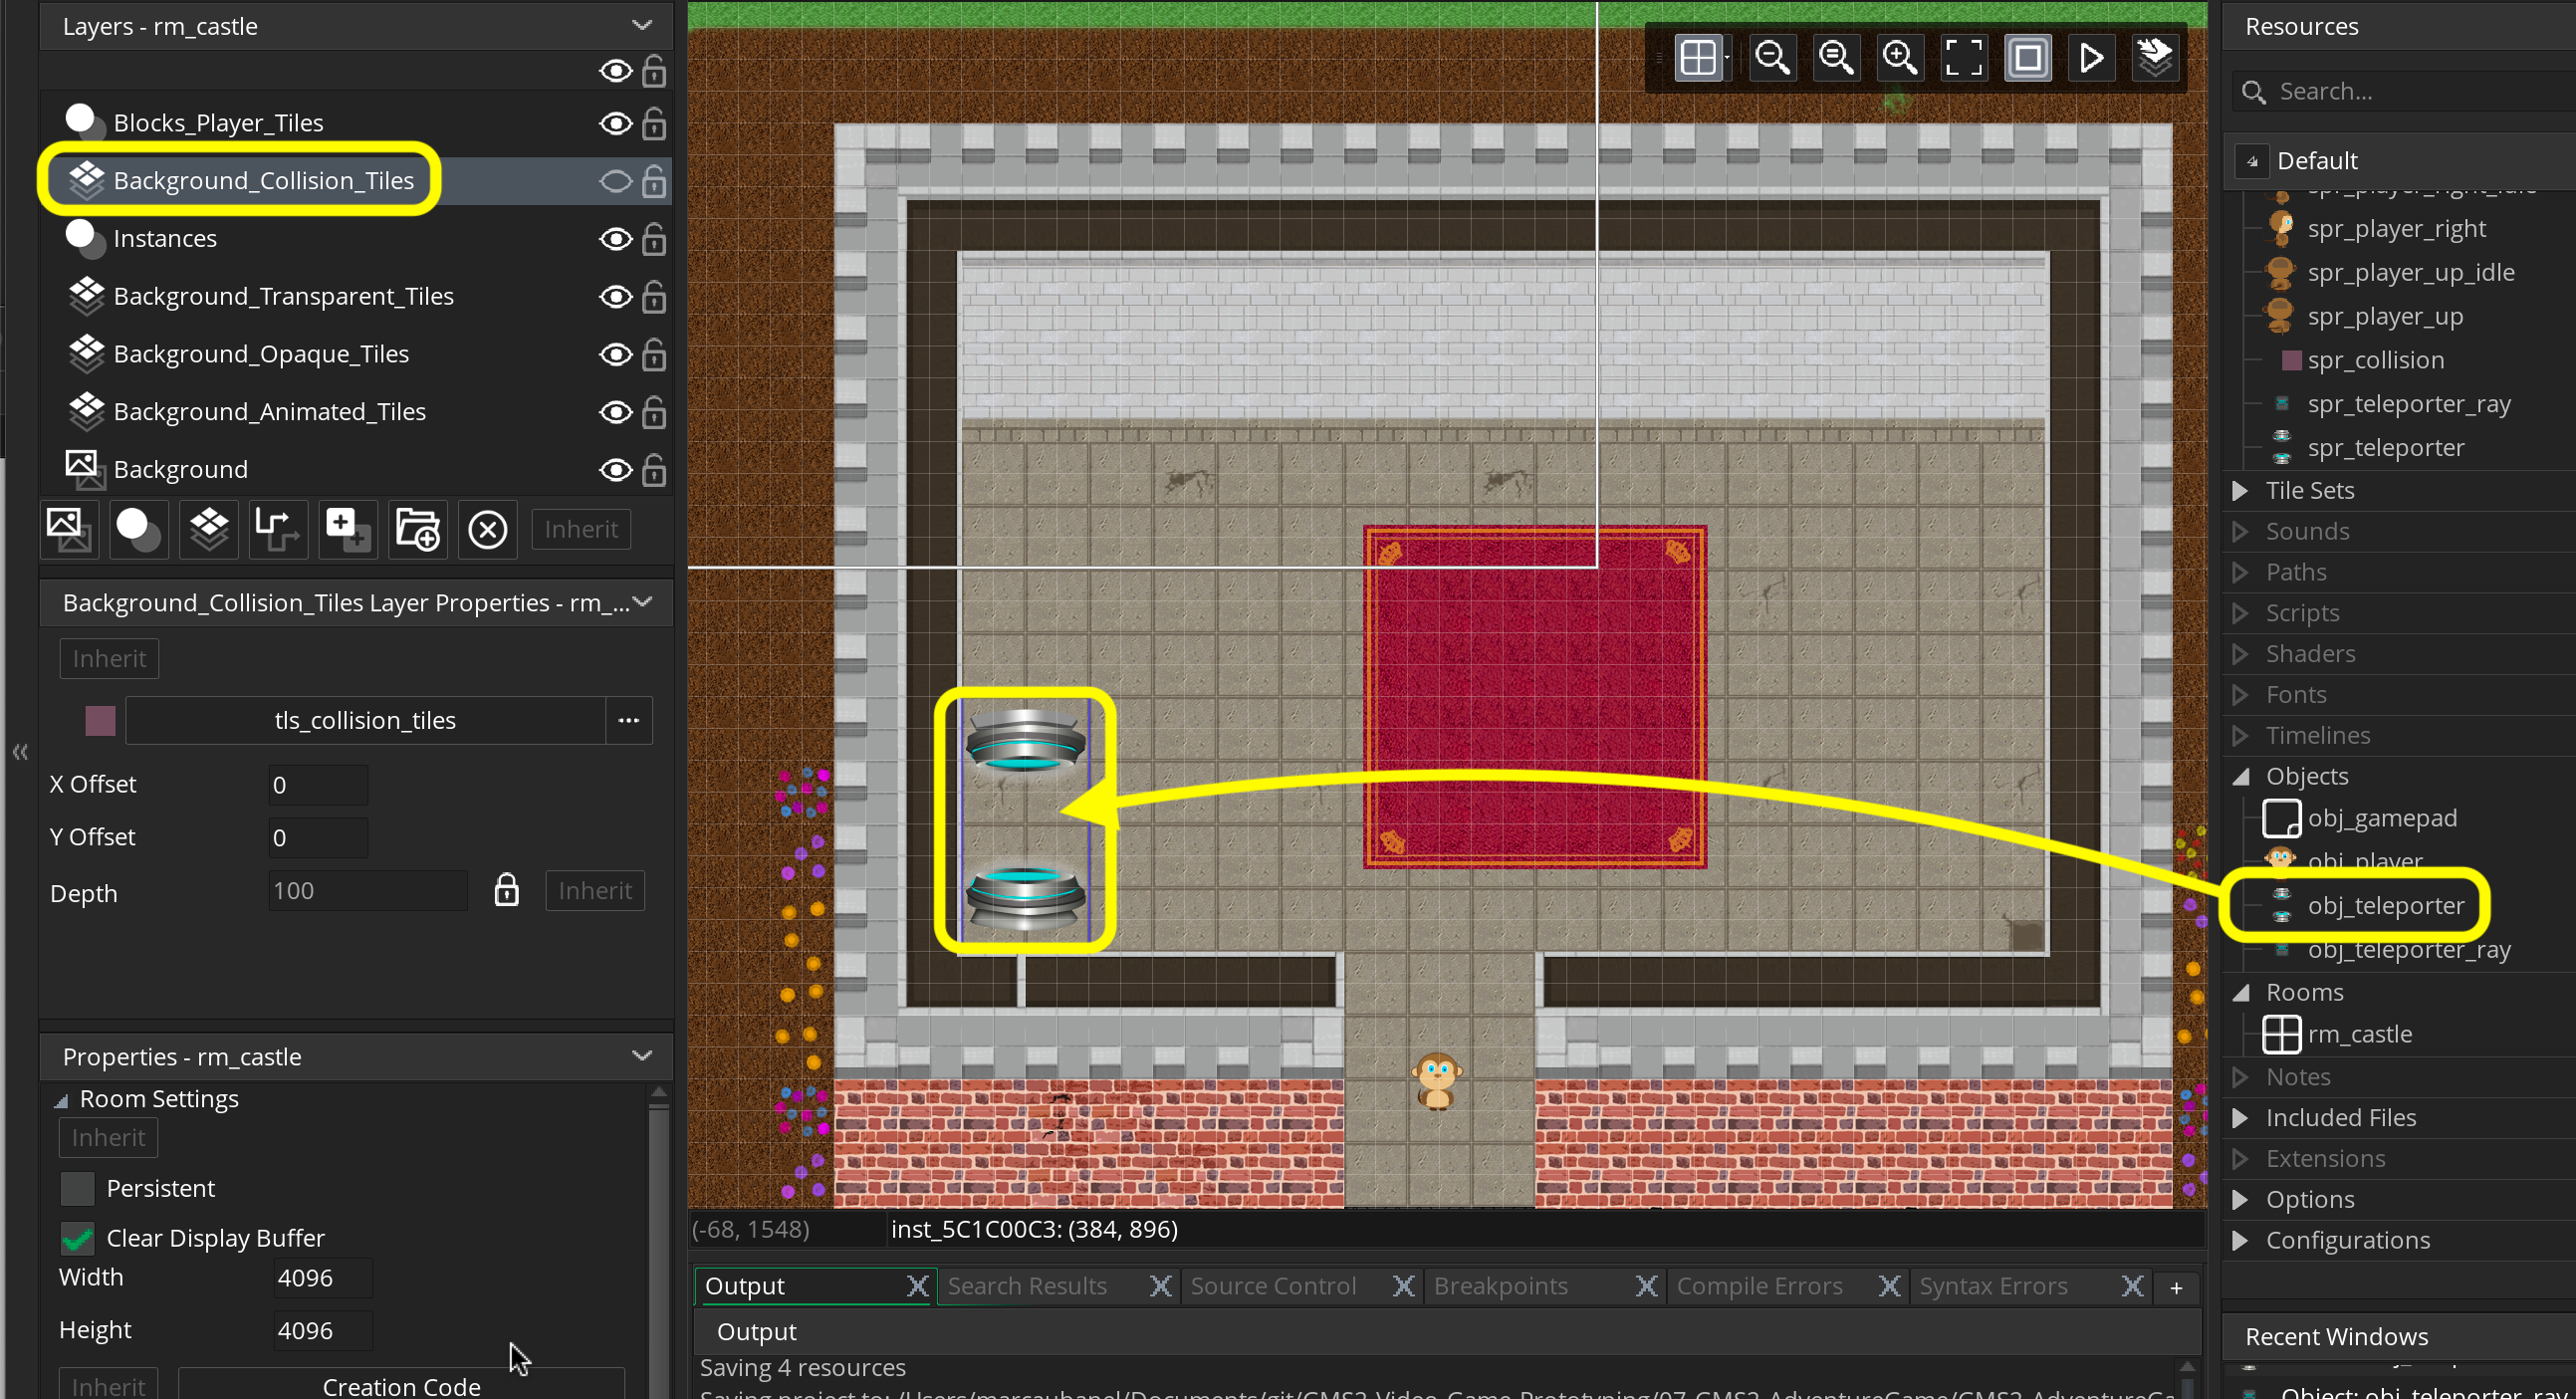 Layers - rm_castle
Blocks_Player_Tiles
Background_Collision_Tiles
Instances
Background_Transparent_Tiles
Background_Opaque_Tiles
Background_Animated_Tiles
Background
Inherit
Background_Collision_Tiles Layer Properties - rm_...
Inherit
tls_collision_tiles
...
X Offset 0
Y Offset 0
Depth 100 Inherit
Properties - rm_castle
Room Settings
Inherit
Persistent
Clear Display Buffer
Width 4096
Height 4096
Inherit Creation Code
(-68, 1548) inst_5C1C00C3: (384, 896)
Output Search Results Source Control Breakpoints Compile Errors Syntax Errors +
Output
Saving 4 resources
Resources
Search...
Default
spr_player_right_idle
spr_player_right
spr_player_up_idle
spr_player_up
spr_collision
spr_teleporter_ray
spr_teleporter
Tile Sets
Sounds
Paths
Scripts
Shaders
Fonts
Timelines
Objects
obj_gamepad
obj_player
obj_teleporter
obj_teleporter_ray
Rooms
rm_castle
Notes
Included Files
Extensions
Options
Configurations
Recent Windows
Object: obj_teleporter_ray